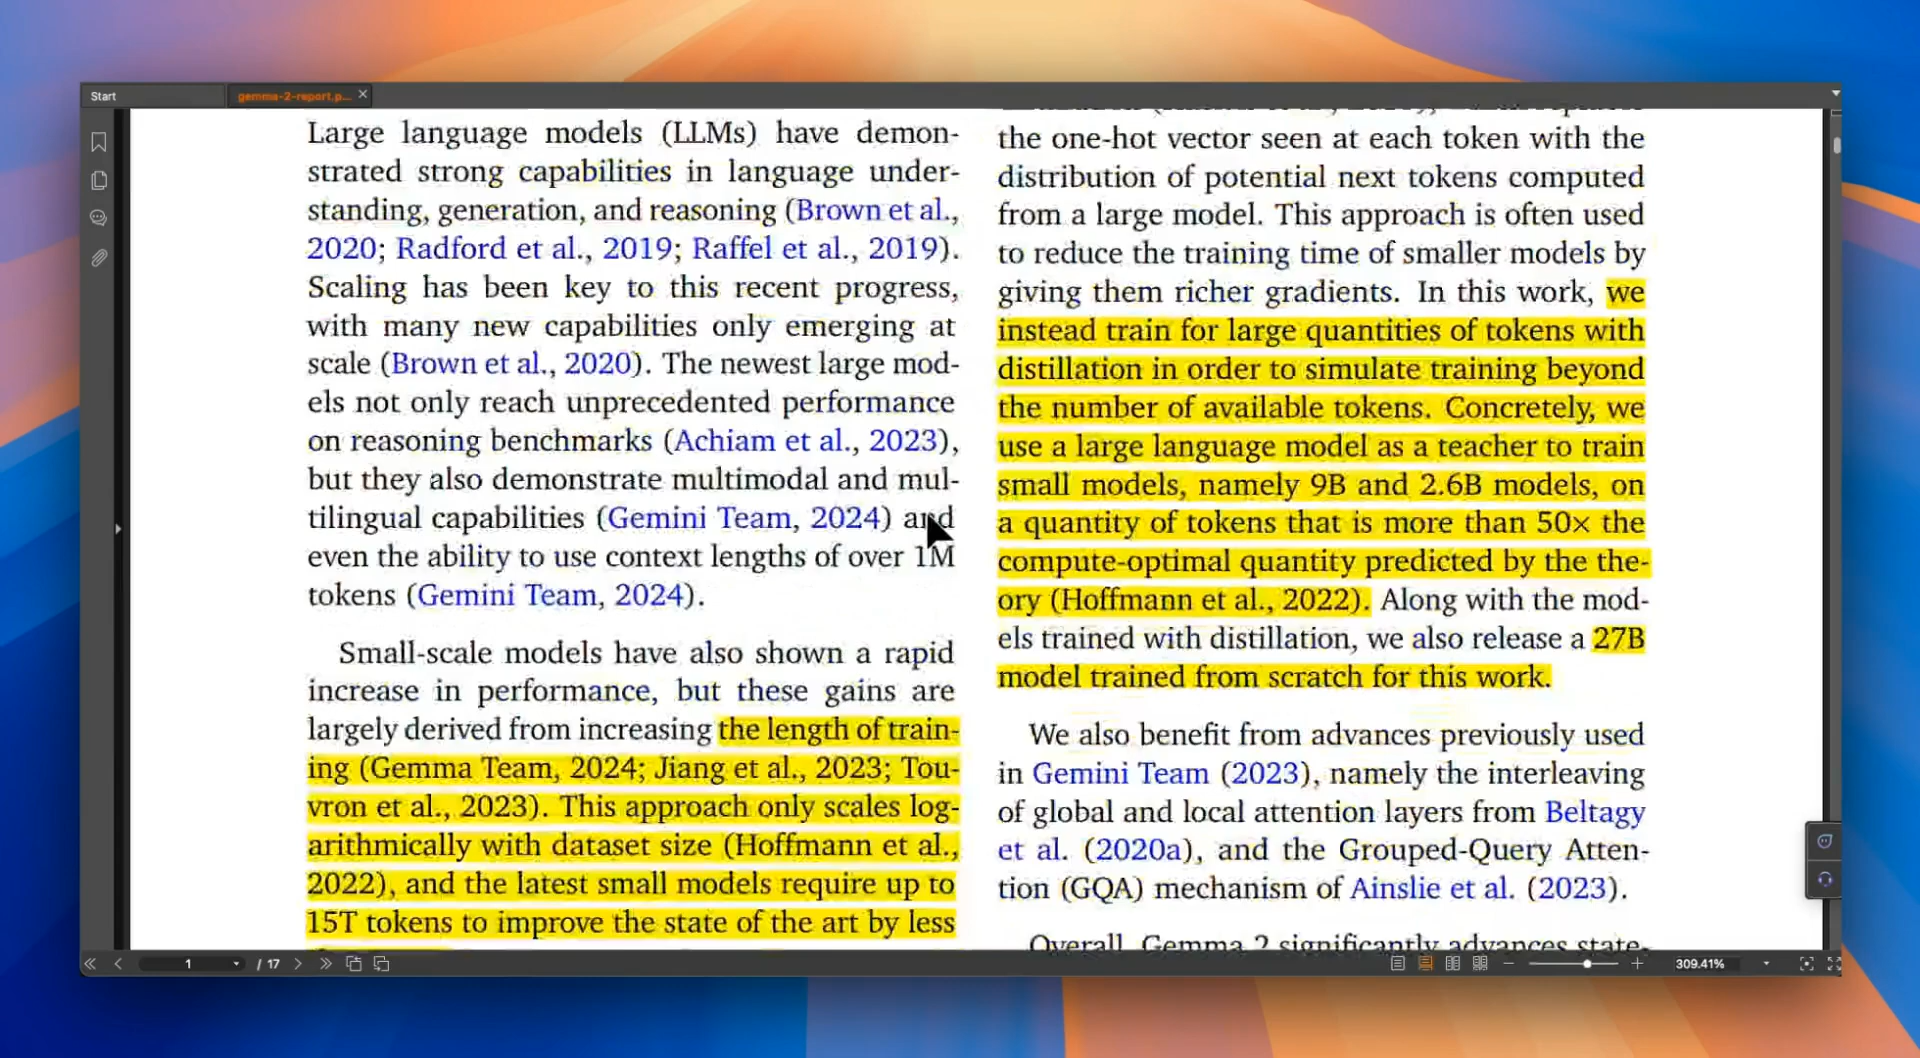 Start
gemma-2-report.p...
Large language models (LLMs) have demon-
strated strong capabilities in language under-
standing, generation, and reasoning (Brown et al.,
2020; Radford et al., 2019; Raffel et al., 2019).
Scaling has been key to this recent progress,
with many new capabilities only emerging at
scale (Brown et al., 2020). The newest large mod-
els not only reach unprecedented performance
on reasoning benchmarks (Achiam et al., 2023),
but they also demonstrate multimodal and mul-
tilingual capabilities (Gemini Team, 2024) and
even the ability to use context lengths of over 1M
tokens (Gemini Team, 2024).
Small-scale models have also shown a rapid
increase in performance, but these gains are
largely derived from increasing the length of train-
ing (Gemma Team, 2024; Jiang et al., 2023; Tou-
vron et al., 2023). This approach only scales log-
arithmically with dataset size (Hoffmann et al.,
2022), and the latest small models require up to
15T tokens to improve the state of the art by less
the one-hot vector seen at each token with the
distribution of potential next tokens computed
from a large model. This approach is often used
to reduce the training time of smaller models by
giving them richer gradients. In this work, we
instead train for large quantities of tokens with
distillation in order to simulate training beyond
the number of available tokens. Concretely, we
use a large language model as a teacher to train
small models, namely 9B and 2.6B models, on
a quantity of tokens that is more than 50× the
compute-optimal quantity predicted by the the-
ory (Hoffmann et al., 2022). Along with the mod-
els trained with distillation, we also release a 27B
model trained from scratch for this work.
We also benefit from advances previously used
in Gemini Team (2023), namely the interleaving
of global and local attention layers from Beltagy
et al. (2020a), and the Grouped-Query Atten-
tion (GQA) mechanism of Ainslie et al. (2023).
Overall, Gemma 2 significantly advances state-
1 / 17
309.41%